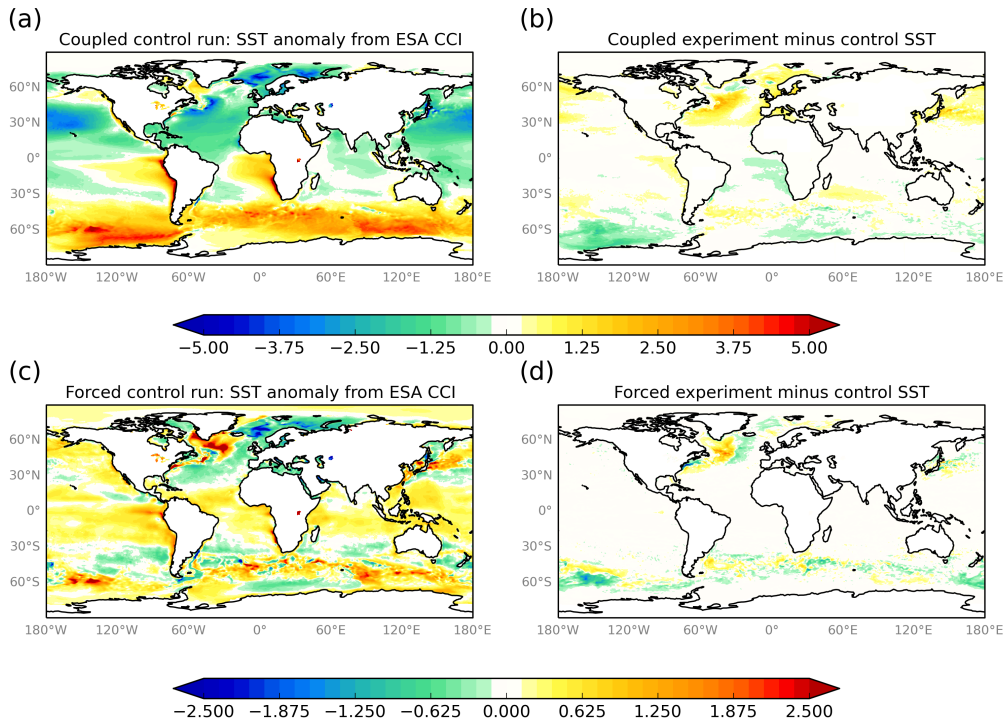 (a)
(b)
Coupled control run: SST anomaly from ESA CCI
Coupled experiment minus control SST
60°N
30°N
0°
30°S
60°S
180°W 120°W 60°W 0° 60°E 120°E 180°E
60°N
30°N
0°
30°S
60°S
180°W 120°W 60°W 0° 60°E 120°E 180°E
−5.00 −3.75 −2.50 −1.25 0.00 1.25 2.50 3.75 5.00
(c)
(d)
Forced control run: SST anomaly from ESA CCI
Forced experiment minus control SST
60°N
30°N
0°
30°S
60°S
180°W 120°W 60°W 0° 60°E 120°E 180°E
60°N
30°N
0°
30°S
60°S
180°W 120°W 60°W 0° 60°E 120°E 180°E
−2.500 −1.875 −1.250 −0.625 0.000 0.625 1.250 1.875 2.500